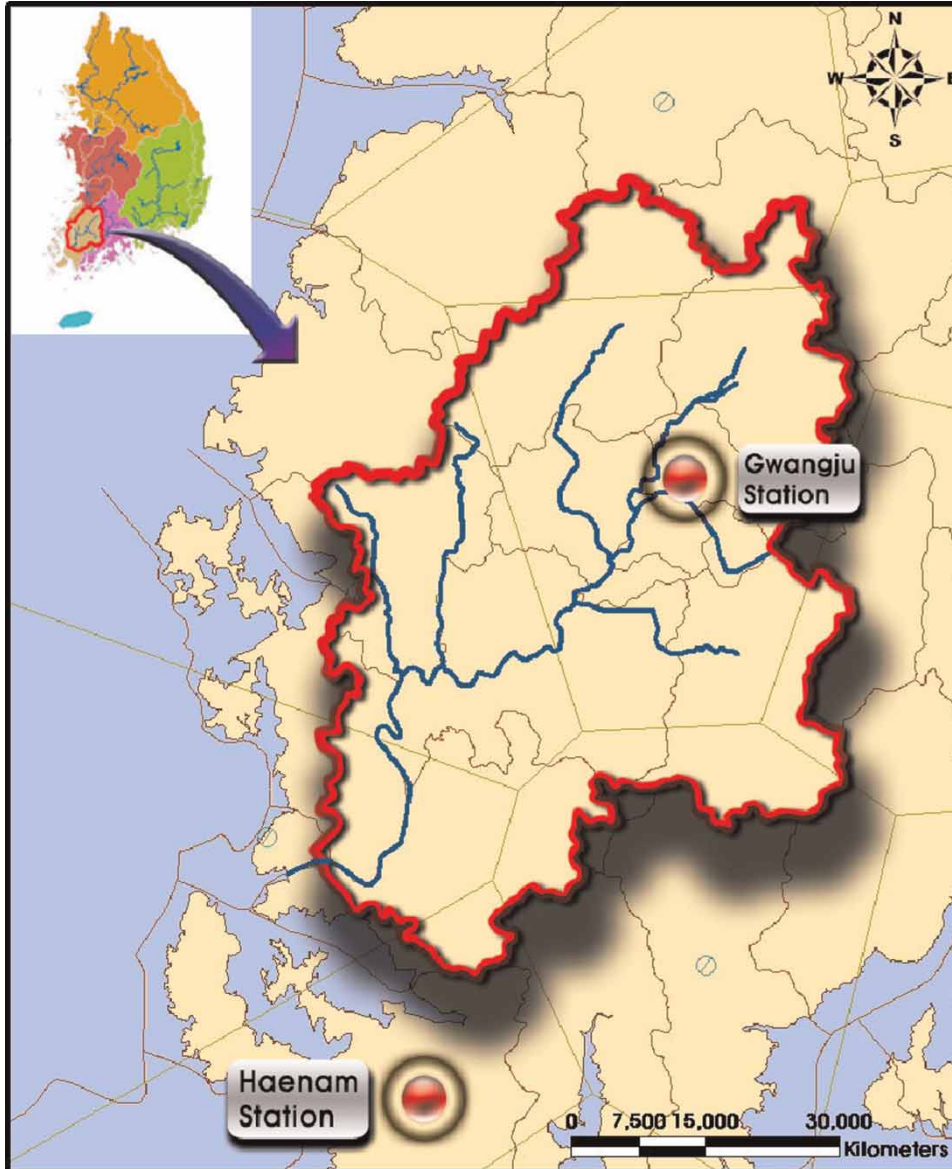 N
W E
S
Gwangju
Station
Haenam
Station
0 7,500 15,000 30,000
Kilometers